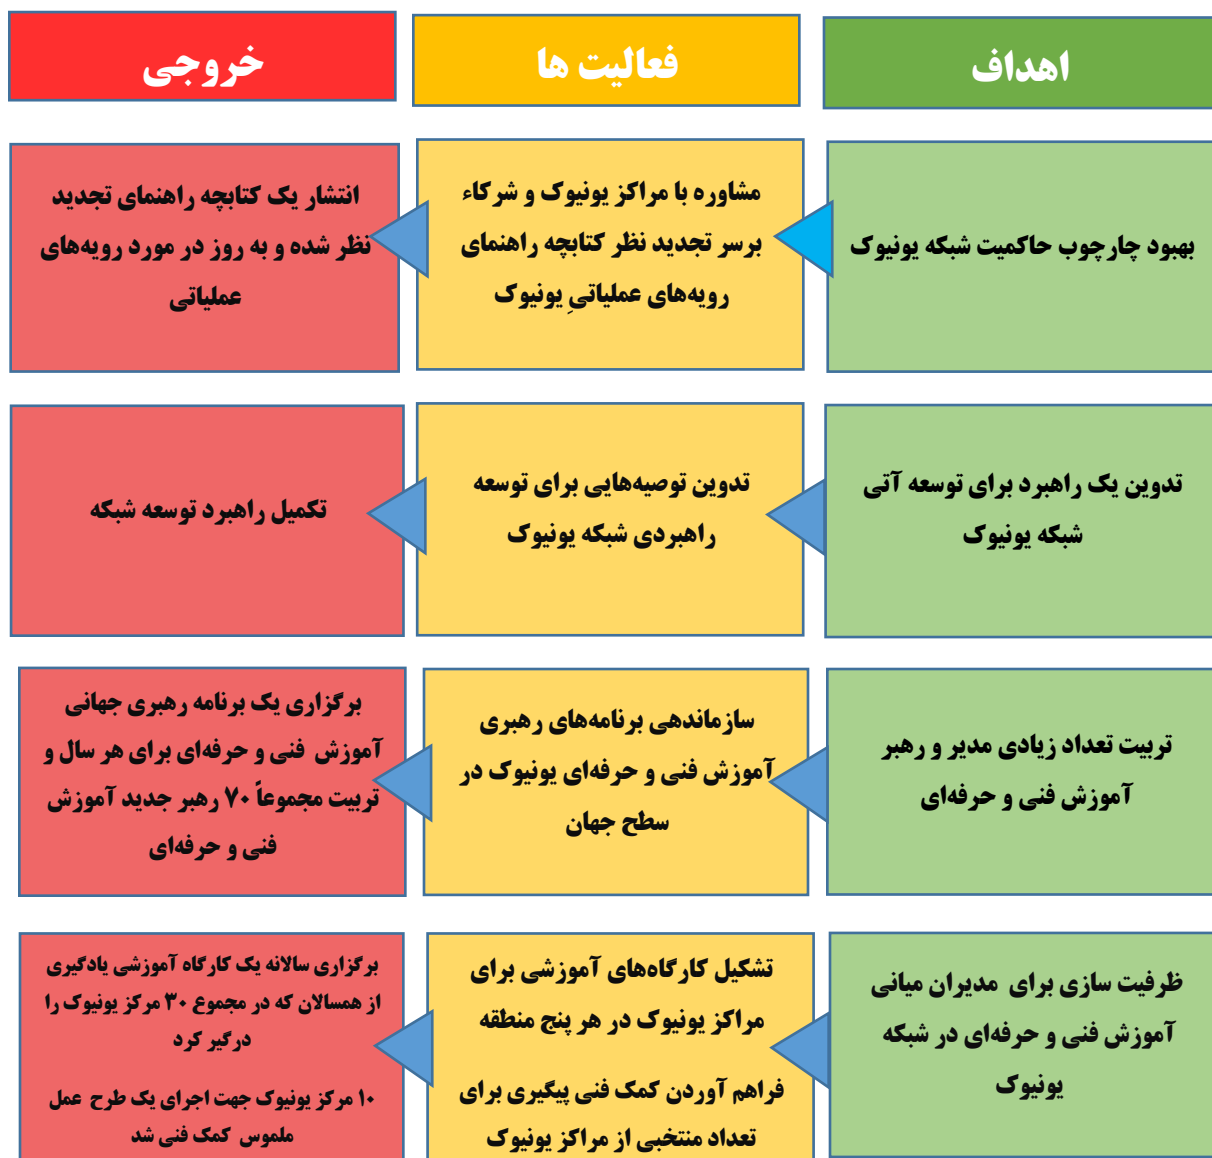 اهداف
فعالیت ها
خروجی
بهبود چارچوب حاکمیت شبکه یونیوک
مشاوره با مراکز یونیوک و شرکاء
برسر تجدید نظر کتابچه راهنمای
رویه‌های عملیاتیِ یونیوک
انتشار یک کتابچه راهنمای تجدید
نظر شده و به روز در مورد رویه‌های
عملیاتی
تدوین یک راهبرد برای توسعه آتی
شبکه یونیوک
تدوین توصیه‌هایی برای توسعه
راهبردی شبکه یونیوک
تکمیل راهبرد توسعه شبکه
تربیت تعداد زیادی مدیر و رهبر
آموزش فنی و حرفه‌ای
سازماندهی برنامه‌های رهبری
آموزش فنی و حرفه‌ای یونیوک در
سطح جهان
برگزاری یک برنامه رهبری جهانی
آموزش فنی و حرفه‌ای برای هر سال و
تربیت مجموعاً ۷۰ رهبر جدید آموزش
فنی و حرفه‌ای
ظرفیت سازی برای مدیران میانی
آموزش فنی و حرفه‌ای در شبکه
یونیوک
تشکیل کارگاه‌های آموزشی برای
مراکز یونیوک در هر پنج منطقه
فراهم آوردن کمک فنی پیگیری برای
تعداد منتخبی از مراکز یونیوک
برگزاری سالانه یک کارگاه آموزشی یادگیری
از همسالان که در مجموع ۳۰ مرکز یونیوک را
درگیر کرد
۱۰ مرکز یونیوک جهت اجرای یک طرح عمل
ملموس کمک فنی شد